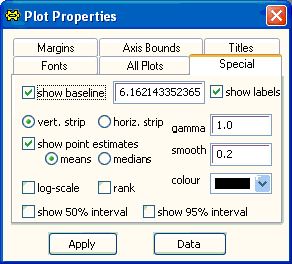 Plot Properties
Margins Axis Bounds Titles
Fonts All Plots Special
show baseline 6.162143352365 show labels
vert. strip horiz. strip gamma 1.0
show point estimates
means medians smooth 0.2
log-scale rank colour
show 50% interval show 95% interval
Apply Data